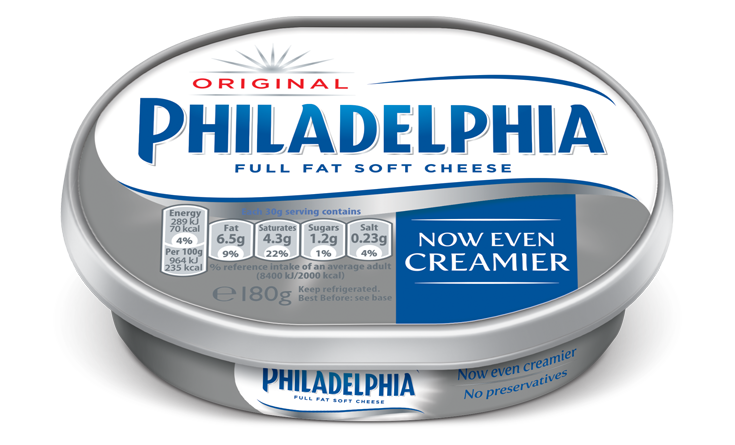 ORIGINAL
PHILADELPHIA
FULL FAT SOFT CHEESE
Each 30g serving contains
Energy
289 kJ
70 kcal
4%
Per 100g
964 kJ
235 kcal
Fat
6.5g
9%
Saturates
4.3g
22%
Sugars
1.2g
1%
Salt
0.23g
4%
% reference intake of an average adult
(8400 kJ/2000 kcal)
e180g
Keep refrigerated.
Best Before: see base
NOW EVEN
CREAMIER
PHILADELPHIA
FULL FAT SOFT CHEESE
Now even creamier
No preservatives